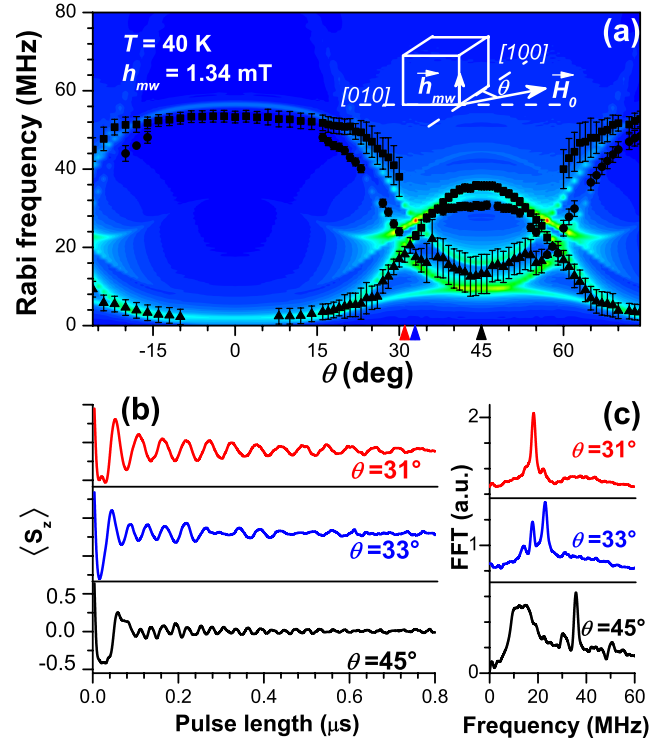 (a)
T = 40 K
h_mw = 1.34 mT
[100]
[010]
h_mw
θ
H_0
Rabi frequency (MHz)
80
60
40
20
0
-15
0
15
30
45
60
θ (deg)
(b)
θ=31°
θ=33°
θ=45°
⟨S_z⟩
0.5
0.0
-0.5
0.0
0.2
0.4
0.6
0.8
Pulse length (μs)
(c)
θ=31°
θ=33°
θ=45°
FFT (a.u.)
2
1
0
0
20
40
60
Frequency (MHz)